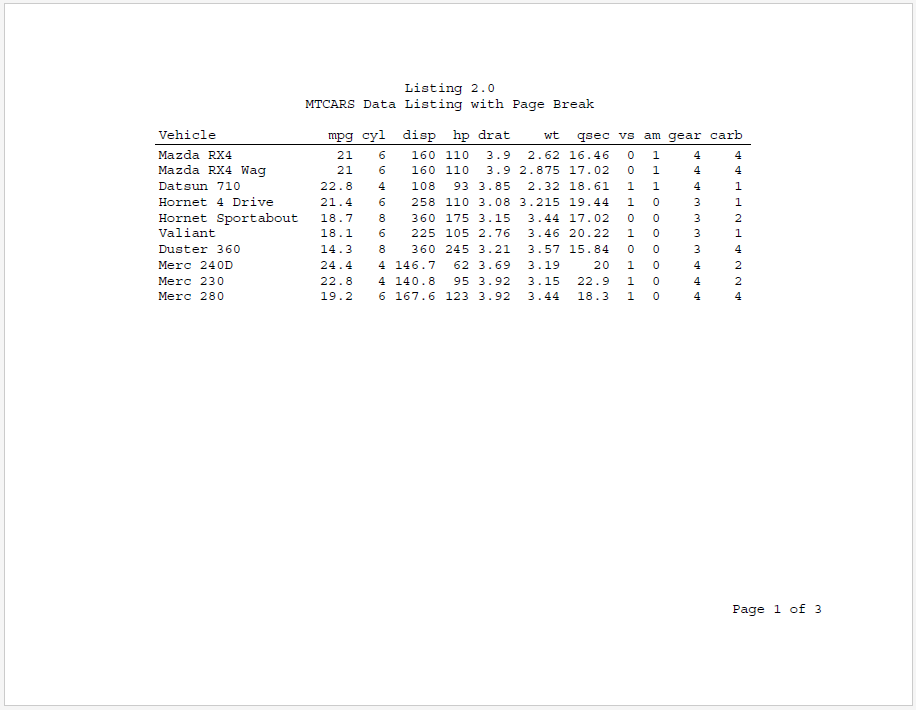 Listing 2.0
MTCARS Data Listing with Page Break
Vehicle mpg cyl disp hp drat wt qsec vs am gear carb
Mazda RX4 21 6 160 110 3.9 2.62 16.46 0 1 4 4
Mazda RX4 Wag 21 6 160 110 3.9 2.875 17.02 0 1 4 4
Datsun 710 22.8 4 108 93 3.85 2.32 18.61 1 1 4 1
Hornet 4 Drive 21.4 6 258 110 3.08 3.215 19.44 1 0 3 1
Hornet Sportabout 18.7 8 360 175 3.15 3.44 17.02 0 0 3 2
Valiant 18.1 6 225 105 2.76 3.46 20.22 1 0 3 1
Duster 360 14.3 8 360 245 3.21 3.57 15.84 0 0 3 4
Merc 240D 24.4 4 146.7 62 3.69 3.19 20 1 0 4 2
Merc 230 22.8 4 140.8 95 3.92 3.15 22.9 1 0 4 2
Merc 280 19.2 6 167.6 123 3.92 3.44 18.3 1 0 4 4
Page 1 of 3